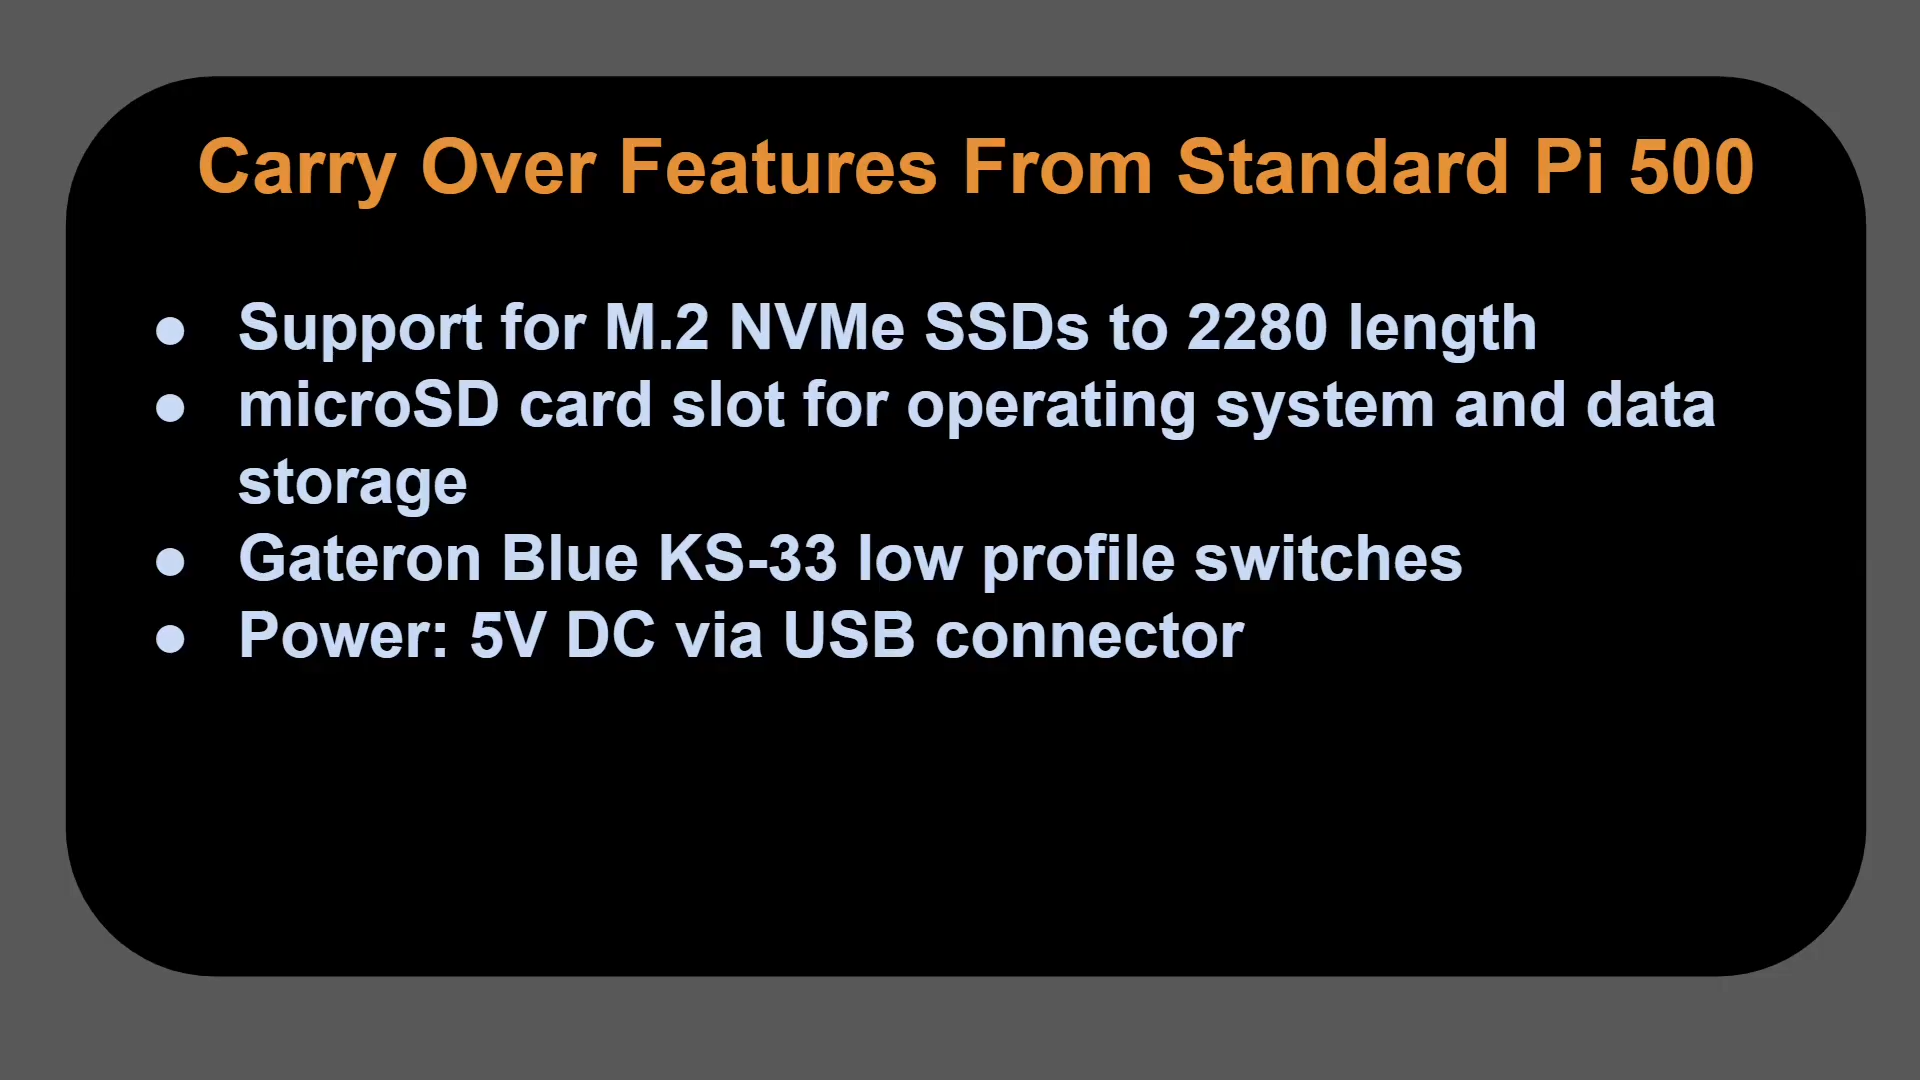 Carry Over Features From Standard Pi 500
● Support for M.2 NVMe SSDs to 2280 length
● microSD card slot for operating system and data
storage
● Gateron Blue KS-33 low profile switches
● Power: 5V DC via USB connector